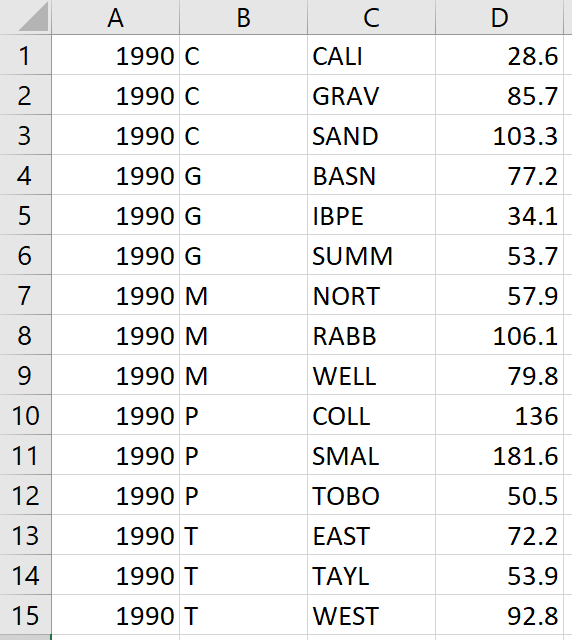 A B C D
1 1990 C CALI 28.6
2 1990 C GRAV 85.7
3 1990 C SAND 103.3
4 1990 G BASN 77.2
5 1990 G IBPE 34.1
6 1990 G SUMM 53.7
7 1990 M NORT 57.9
8 1990 M RABB 106.1
9 1990 M WELL 79.8
10 1990 P COLL 136
11 1990 P SMAL 181.6
12 1990 P TOBO 50.5
13 1990 T EAST 72.2
14 1990 T TAYL 53.9
15 1990 T WEST 92.8